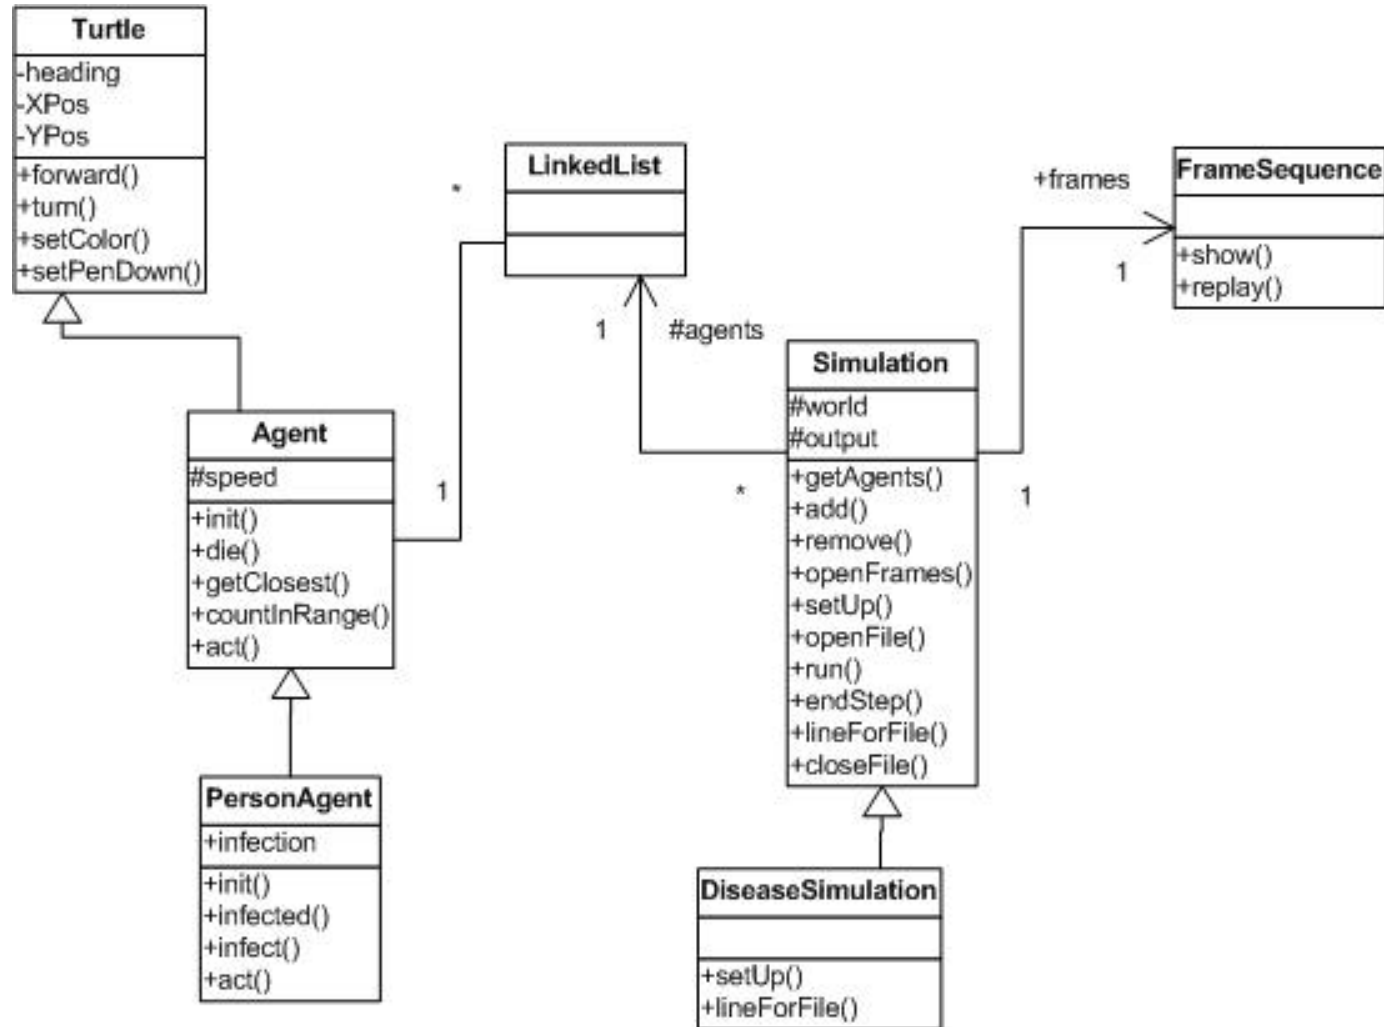 Turtle
-heading
-XPos
-YPos
+forward()
+turn()
+setColor()
+setPenDown()
LinkedList
*
1
#agents
FrameSequence
+show()
+replay()
+frames
1
Simulation
#world
#output
+getAgents()
+add()
+remove()
+openFrames()
+setUp()
+openFile()
+run()
+endStep()
+lineForFile()
+closeFile()
*
1
Agent
#speed
+init()
+die()
+getClosest()
+countInRange()
+act()
1
PersonAgent
+infection
+init()
+infected()
+infect()
+act()
DiseaseSimulation
+setUp()
+lineForFile()